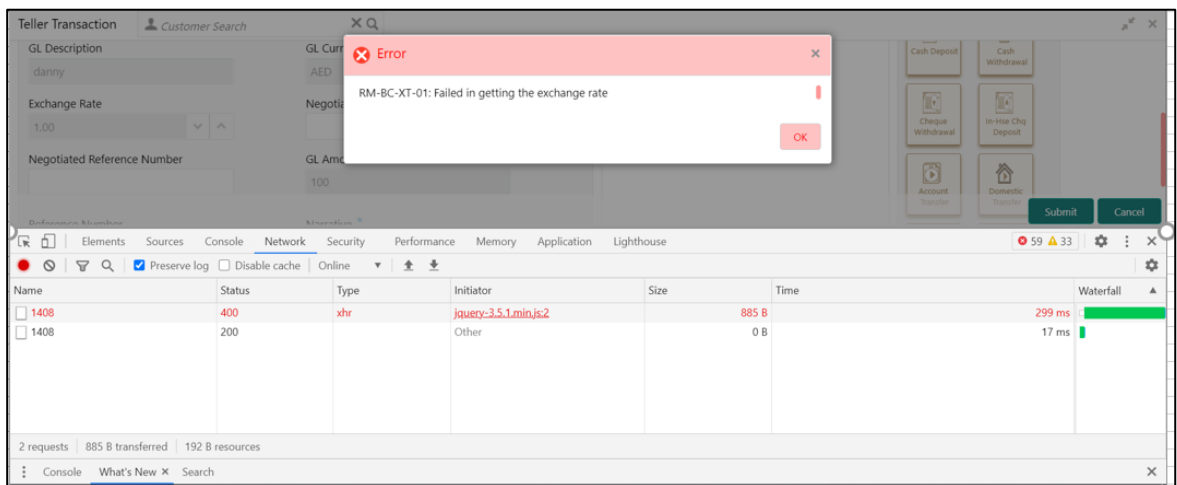 Teller Transaction
Customer Search
GL Description
GL Curr
danny
AED
Exchange Rate
Negotia
1.00
Negotiated Reference Number
GL Amo
100
Reference Number
Narrative
Error
RM-BC-XT-01: Failed in getting the exchange rate
OK
Cash Deposit
Cash
Withdrawal
Cheque
Withdrawal
In-Hse Chq
Deposit
Account
Transfer
Domestic
Transfer
Submit
Cancel
Elements Sources Console Network Security Performance Memory Application Lighthouse 59 33
Preserve log Disable cache Online
Name Status Type Initiator Size Time Waterfall
1408 400 xhr jquery-3.5.1.min.js:2 885 B 299 ms
1408 200 Other 0 B 17 ms
2 requests 885 B transferred 192 B resources
Console What's New Search